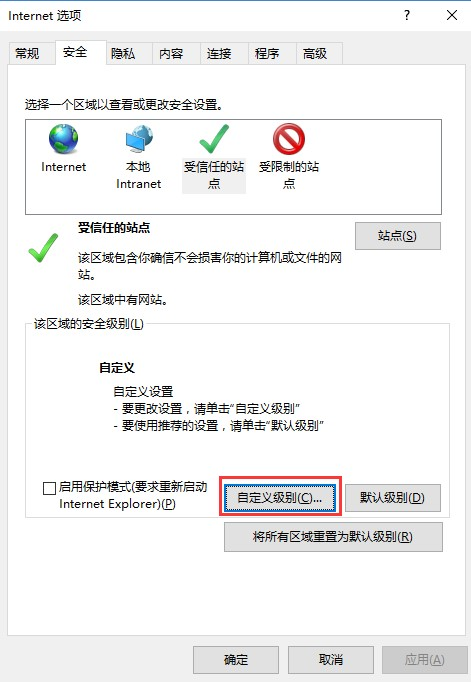 Internet 选项
?
常规 安全 隐私 内容 连接 程序 高级
选择一个区域以查看或更改安全设置。
Internet 本地 受信任的站 受限制的站
Intranet 点 点
受信任的站点
站点(S)
该区域包含你确信不会损害你的计算机或文件的网
站。
该区域中有网站。
该区域的安全级别(L)
自定义
自定义设置
- 要更改设置，请单击“自定义级别”
- 要使用推荐的设置，请单击“默认级别”
启用保护模式(要求重新启动
Internet Explorer)(P)
自定义级别(C)... 默认级别(D)
将所有区域重置为默认级别(R)
确定 取消 应用(A)